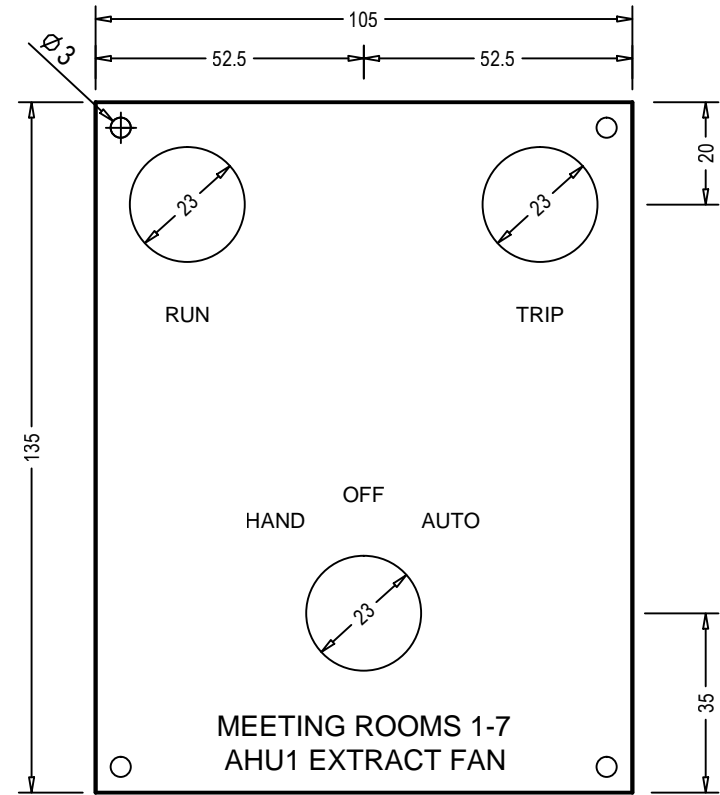 105
52.5 52.5
Ø3
20
23 23
RUN TRIP
135
OFF
HAND AUTO
23
35
MEETING ROOMS 1-7
AHU1 EXTRACT FAN